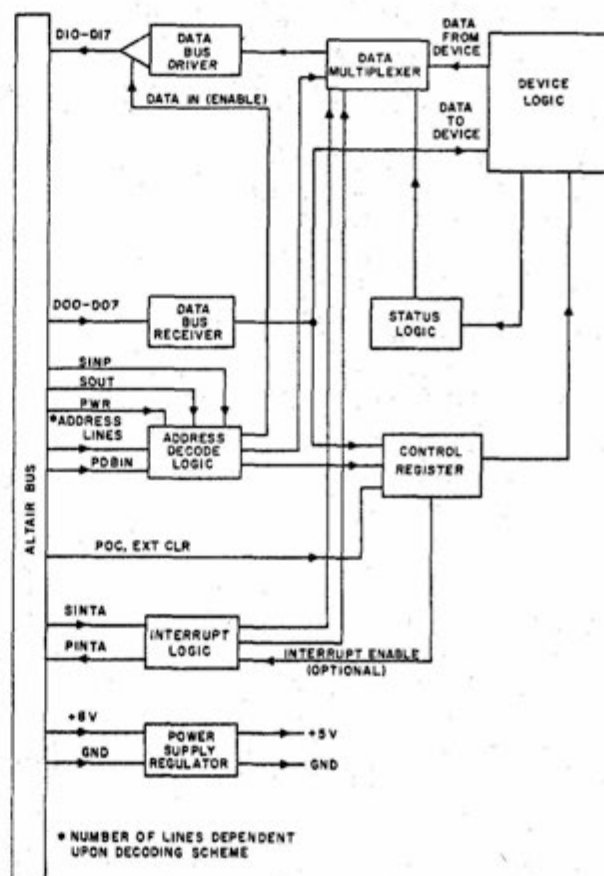 DI0-DI7
DATA
BUS
DRIVER
DATA
MULTIPLEXER
DATA
FROM
DEVICE
DEVICE
LOGIC
DATA IN (ENABLE)
DATA
TO
DEVICE
DO0-DO7
DATA
BUS
RECEIVER
STATUS
LOGIC
SINP
SOUT
PWR
*ADDRESS
LINES
PDBIN
ADDRESS
DECODE
LOGIC
CONTROL
REGISTER
ALTAIR BUS
POC, EXT CLR
SINTA
PINTA
INTERRUPT
LOGIC
INTERRUPT ENABLE
(OPTIONAL)
+8V
GND
POWER
SUPPLY
REGULATOR
+5V
GND
* NUMBER OF LINES DEPENDENT
UPON DECODING SCHEME